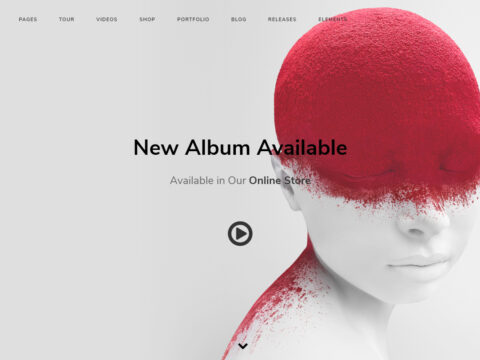 PAGES TOUR VIDEOS SHOP PORTFOLIO BLOG RELEASES ELEMENTS
New Album Available
Available in Our Online Store